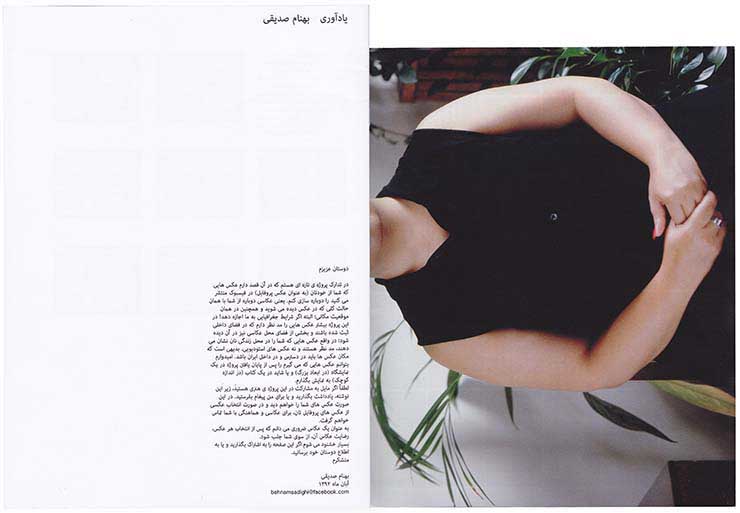 یادآوری   بهنام صدیقی
دوستان عزیزم
در تدارک پروژه ی تازه ای هستم که در آن قصد دارم عکس هایی
که شما از خودتان (به عنوان عکس پروفایل) در فیسبوک منتشر
می کنید را دوباره سازی کنم. یعنی عکاسی دوباره از شما با همان
حالت کلی که در عکس دیده می شوید و همچنین در همان
موقعیت مکانی؛ البته اگر شرایط جغرافیایی به ما اجازه دهد! در
این پروژه بیشتر عکس هایی را مد نظر دارم که در فضای داخلی
ثبت شده باشند و بخشی از فضای محل عکاسی نیز در آن دیده
شود؛ در واقع عکس هایی که شما را در محل زندگی تان نشان می
دهند، مد نظر هستند و نه عکس های استودیویی. بدیهی است که
مکان عکس ها باید در دسترس و در داخل ایران باشد. امیدوارم
بتوانم عکس هایی که می گیرم را پس از پایان یافتن پروژه در یک
نمایشگاه (در ابعاد بزرگ) و یا شاید در یک کتاب (در اندازه
کوچک) به نمایش بگذارم.
لطفاً اگر مایل به مشارکت در این پروژه ی هنری هستید، زیر این
نوشته، یادداشت بگذارید و یا برای من پیغام بفرستید. در این
صورت عکس های شما را خواهم دید و در صورت انتخاب عکسی
از عکس های پروفایل تان، برای عکاسی و هماهنگی با شما تماس
خواهم گرفت.
به عنوان یک عکاس ضروری می دانم که پس از انتخاب هر عکس،
رضایت عکاس آن، از سوی شما جلب شود.
بسیار خشنود می شوم اگر این صفحه را به اشتراک بگذارید و یا به
اطلاع دوستان خود برسانید.
متشکرم
بهنام صدیقی
آبان ماه ۱۳۹۲
behnamsadighi@facebook.com